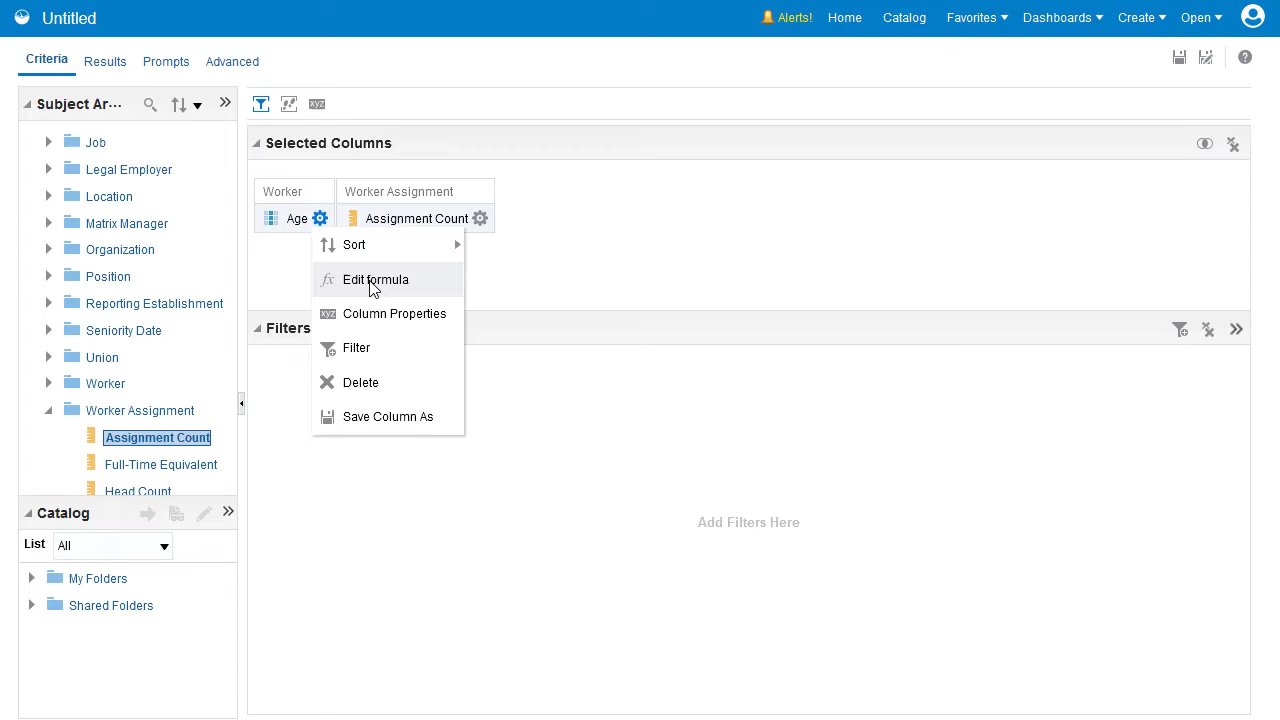 Untitled
Alerts!
Home
Catalog
Favorites
Dashboards
Create
Open
Criteria
Results
Prompts
Advanced
Subject Ar...
xyz
Job
Legal Employer
Location
Matrix Manager
Organization
Position
Reporting Establishment
Seniority Date
Union
Worker
Worker Assignment
Assignment Count
Full-Time Equivalent
Head Count
Catalog
List
All
My Folders
Shared Folders
Selected Columns
Worker
Worker Assignment
Age
Assignment Count
Sort
fx Edit formula
xyz Column Properties
Filter
Delete
Save Column As
Filters
Add Filters Here